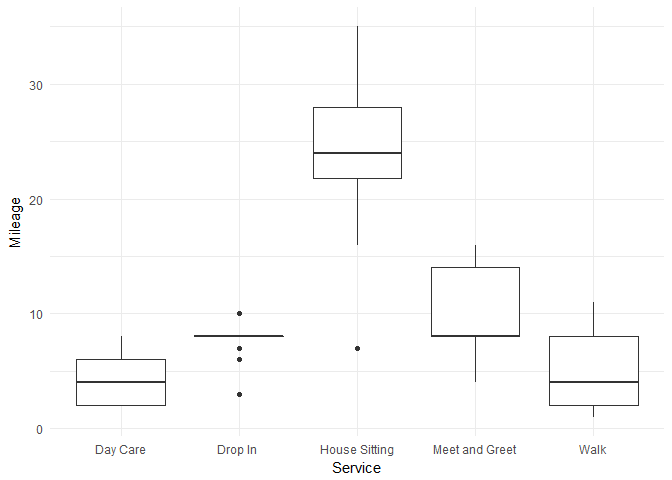 Mileage
30
20
10
0
Day Care
Drop In
House Sitting
Meet and Greet
Walk
Service